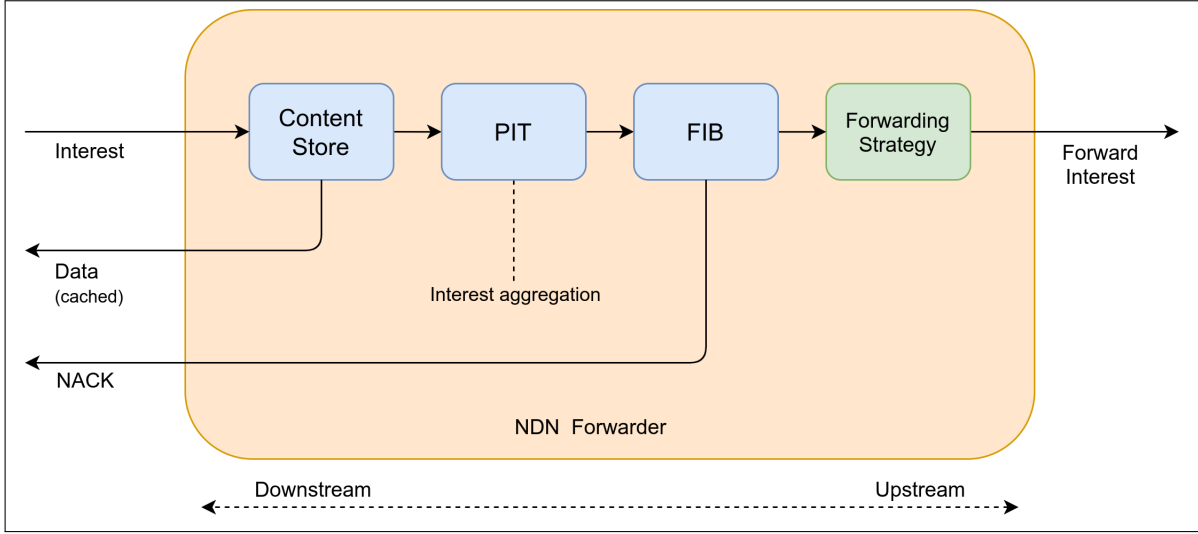 Content
Store
PIT
FIB
Forwarding
Strategy
Interest
Forward
Interest
Data
(cached)
Interest aggregation
NACK
NDN Forwarder
Downstream
Upstream